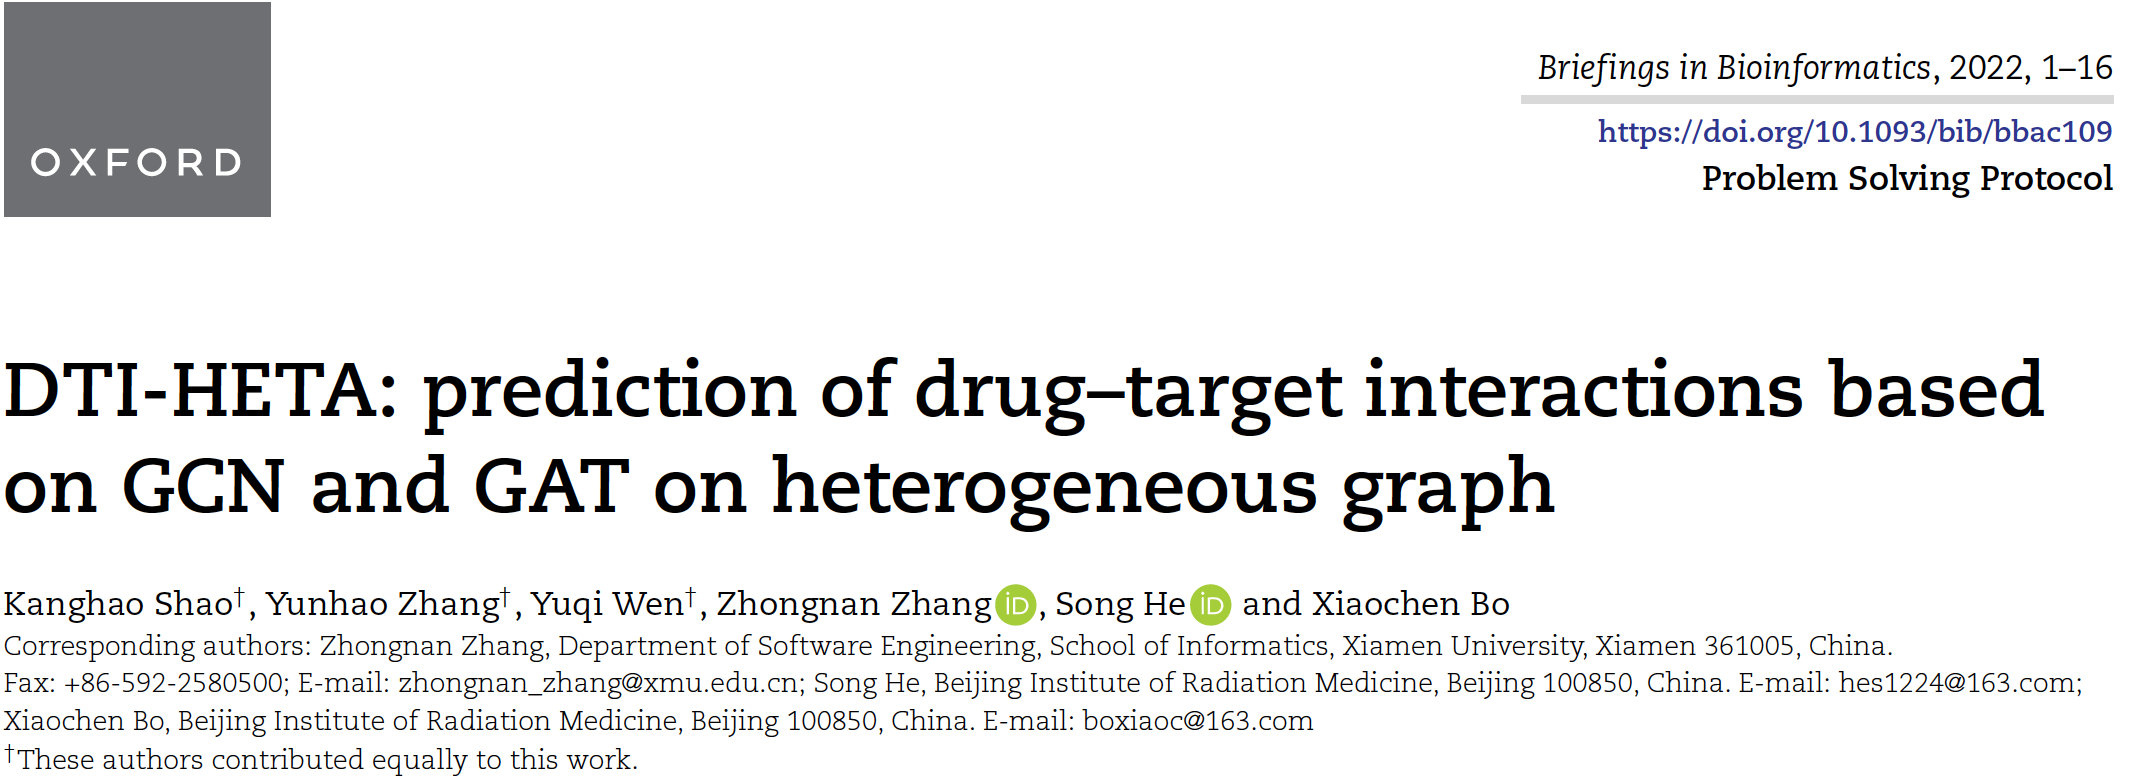 OXFORD
Briefings in Bioinformatics, 2022, 1–16
https://doi.org/10.1093/bib/bbac109
Problem Solving Protocol
DTI-HETA: prediction of drug–target interactions based
on GCN and GAT on heterogeneous graph
Kanghao Shao†, Yunhao Zhang†, Yuqi Wen†, Zhongnan Zhang iD, Song He iD and Xiaochen Bo
Corresponding authors: Zhongnan Zhang, Department of Software Engineering, School of Informatics, Xiamen University, Xiamen 361005, China.
Fax: +86-592-2580500; E-mail: zhongnan_zhang@xmu.edu.cn; Song He, Beijing Institute of Radiation Medicine, Beijing 100850, China. E-mail: hes1224@163.com;
Xiaochen Bo, Beijing Institute of Radiation Medicine, Beijing 100850, China. E-mail: boxiaoc@163.com
†These authors contributed equally to this work.